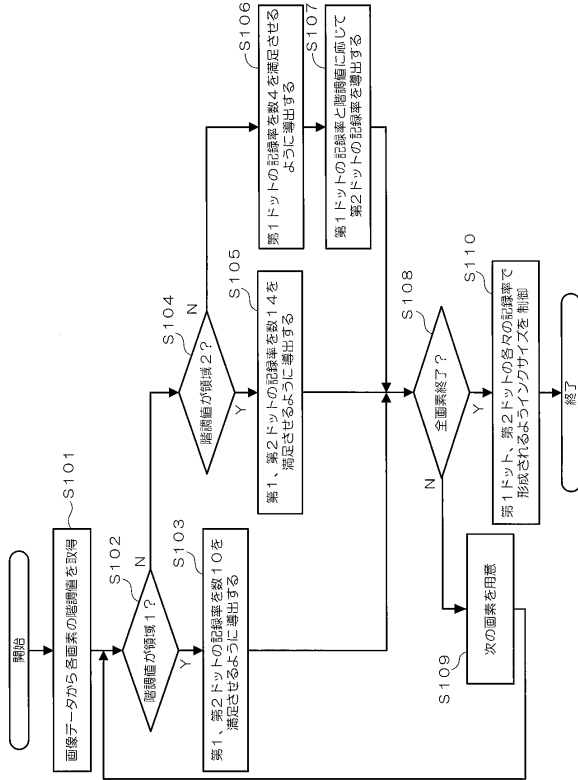 開始
S101
画像データから各画素の階調値を取得
S102
階調値が領域1？
N
Y
S103
第1、第2ドットの記録率を数10を
満足させるように導出する
S104
階調値が領域2？
N
Y
S105
第1、第2ドットの記録率を数14を
満足させるように導出する
S106
第1ドットの記録率を数4を満足させる
ように導出する
S107
第1ドットの記録率と階調値に応じて
第2ドットの記録率を導出する
S108
全画素終了？
N
Y
S109
次の画素を用意
S110
第1ドット、第2ドットの各々の記録率で
形成されるようインクサイズを制御
終了